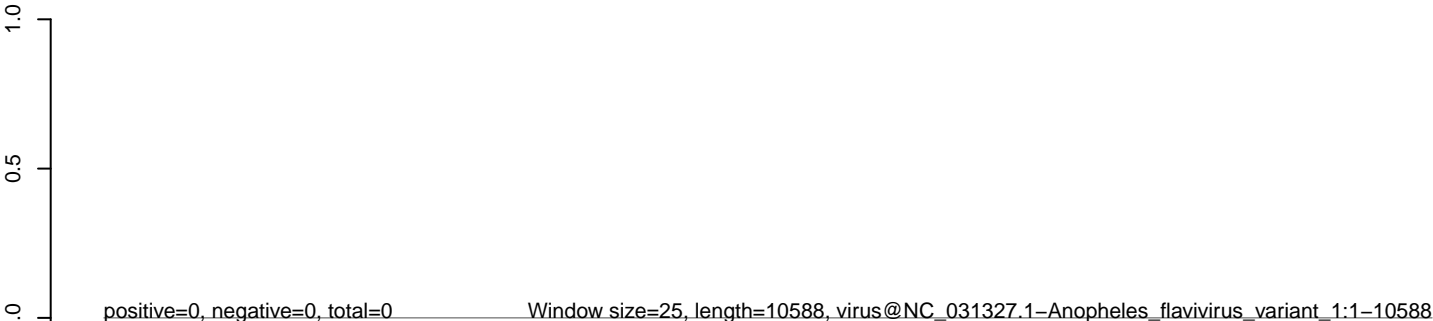 1.0
0.5
.0
positive=0, negative=0, total=0
Window size=25, length=10588, virus@NC_031327.1−Anopheles_flavivirus_variant_1:1−10588